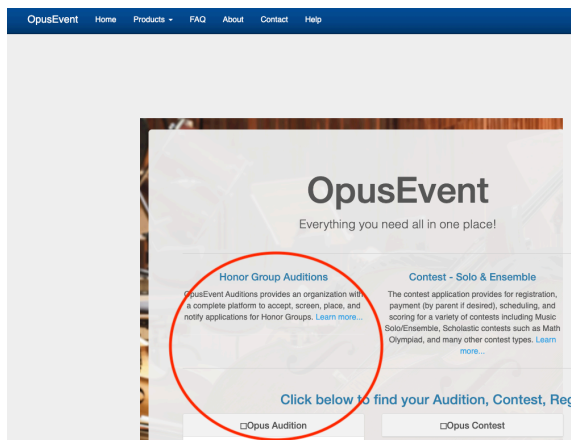 OpusEvent Home Products FAQ About Contact Help
OpusEvent
Everything you need all in one place!
Honor Group Auditions
OpusEvent Auditions provides an organization with
a complete platform to accept, screen, place, and
notify applications for Honor Groups. Learn more...
Contest - Solo & Ensemble
The contest application provides for registration,
payment (by parent if desired), scheduling, and
scoring for a variety of contests including Music
Solo/Ensemble, Scholastic contests such as Math
Olympiad, and many other contest types. Learn
more...
Click below to find your Audition, Contest, Reg
□Opus Audition
□Opus Contest